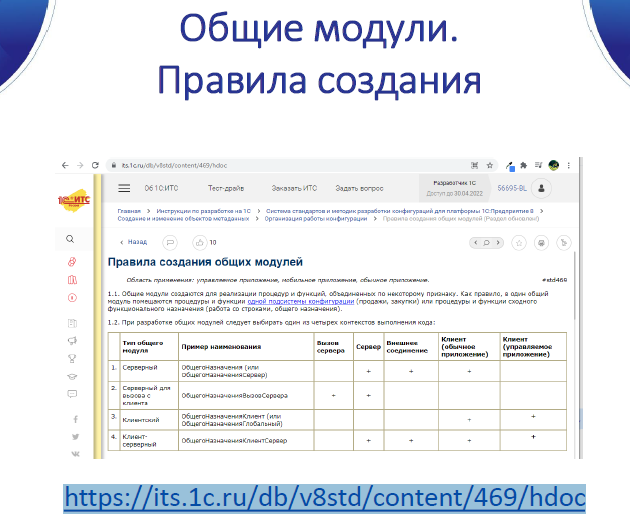 Общие модули.
Правила создания
its.1c.ru/db/v8std/content/469/hdoc
1С ИТС
Об 1С:ИТС Тест-драйв Заказать ИТС Задать вопрос Разработчик 1С 56695-BL
Доступ до 30.04.2022
Главная > Инструкции по разработке на 1С > Система стандартов и методик разработки конфигураций для платформы 1С:Предприятие 8 >
Создание и изменение объектов метаданных > Организация работы конфигурации > Правила создания общих модулей (Раздел обновлен!)
Назад 10
Правила создания общих модулей
Область применения: управляемое приложение, мобильное приложение, обычное приложение. #std469
1.1. Общие модули создаются для реализации процедур и функций, объединенных по некоторому признаку. Как правило, в один общий
модуль помещаются процедуры и функции одной подсистемы конфигурации (продажи, закупки) или процедуры и функции сходного
функционального назначения (работа со строками, общего назначения).
1.2. При разработке общих модулей следует выбирать один из четырех контекстов выполнения кода:
Тип общего модуля Пример наименования Вызов сервера Сервер Внешнее соединение Клиент (обычное приложение) Клиент (управляемое приложение)
1. Серверный ОбщегоНазначения (или ОбщегоНазначенияСервер) + + +
2. Серверный для вызова с клиента ОбщегоНазначенияВызовСервера + +
3. Клиентский ОбщегоНазначенияКлиент (или ОбщегоНазначенияГлобальный) + +
4. Клиент-серверный ОбщегоНазначенияКлиентСервер + + + +
https://its.1c.ru/db/v8std/content/469/hdoc